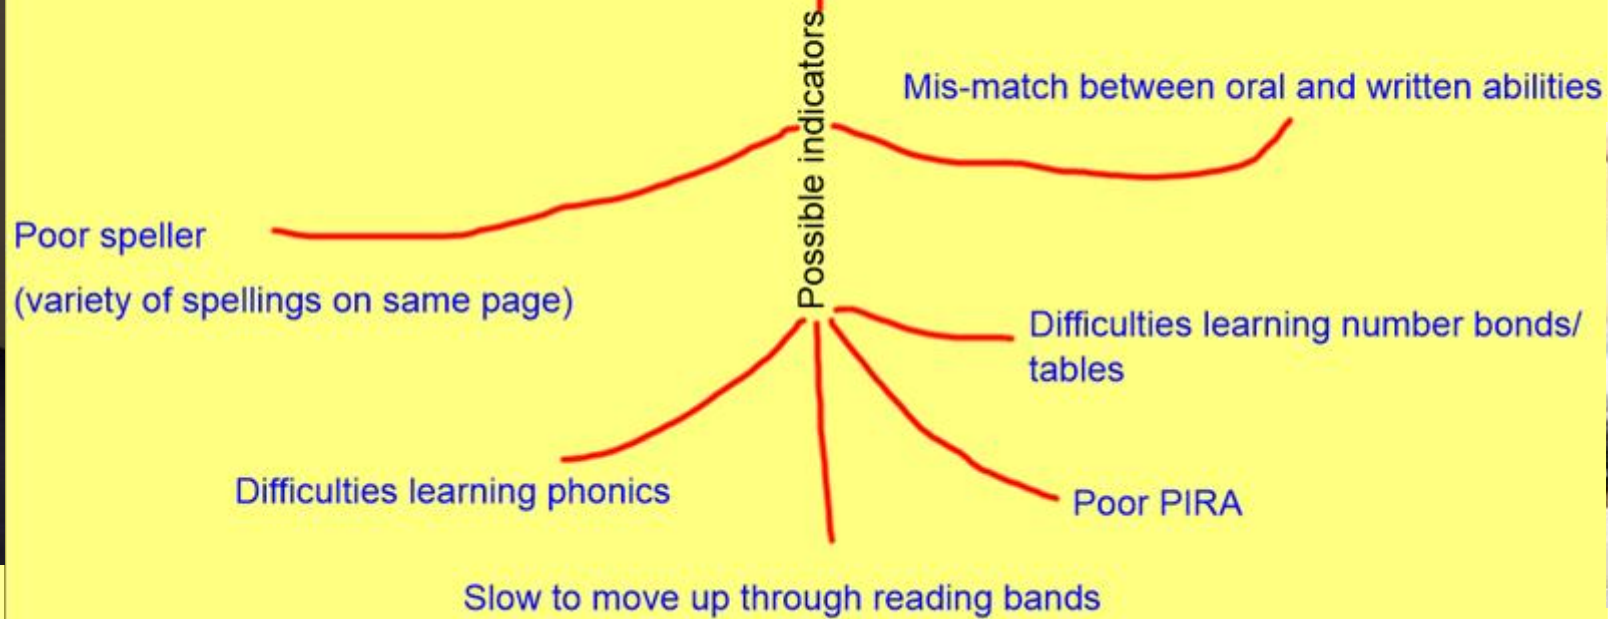 Possible indicators
Mis-match between oral and written abilities
Poor speller
(variety of spellings on same page)
Difficulties learning number bonds/
tables
Difficulties learning phonics
Poor PIRA
Slow to move up through reading bands